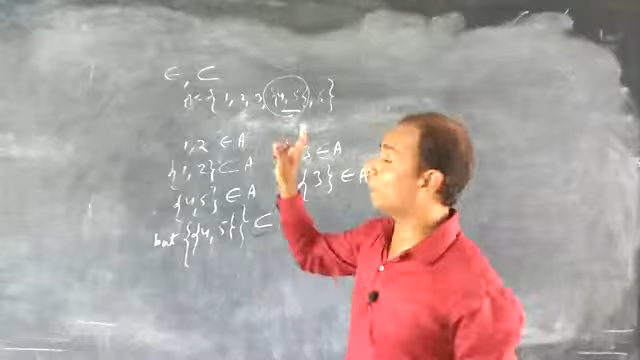 ∈, ⊂
A = { 1, 2, 3, {4, 5}, 6 }
1, 2 ∈ A
{1, 2} ⊂ A
{4, 5} ∈ A
but {{4, 5}} ⊂
3 ∈ A
{3} ∈ A